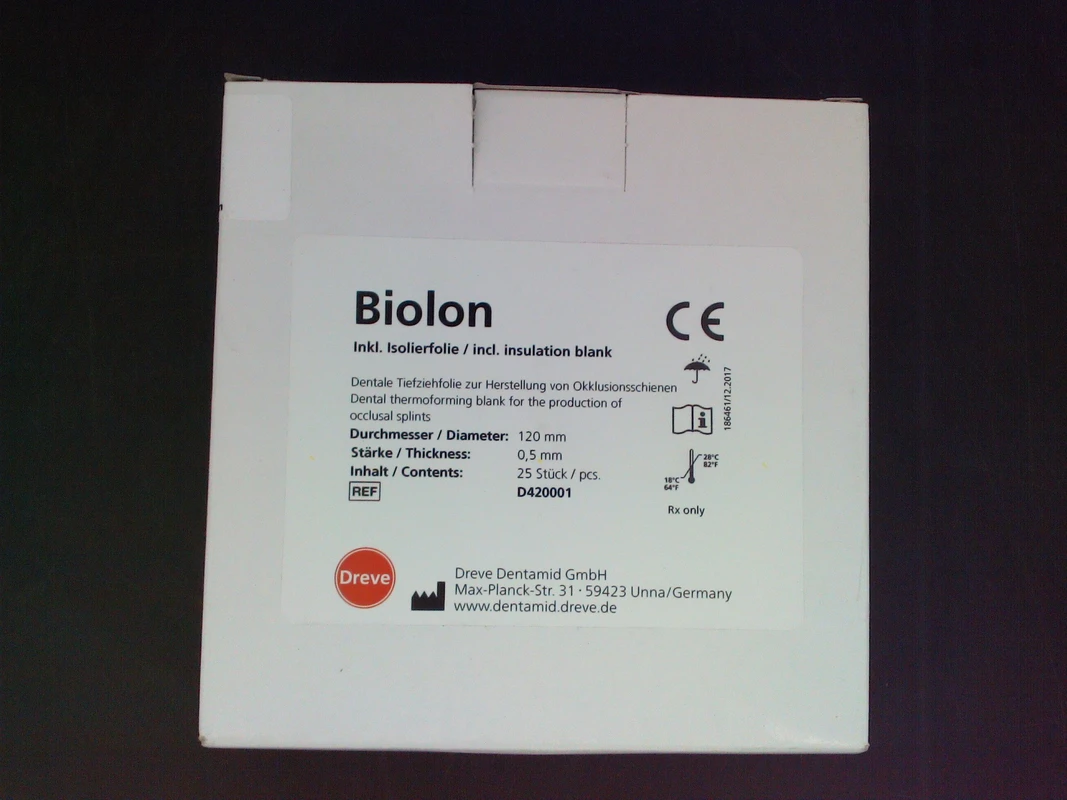 Biolon
Inkl. Isolierfolie / incl. insulation blank
Dentale Tiefziehfolie zur Herstellung von Okklusionsschienen
Dental thermoforming blank for the production of
occlusal splints
Durchmesser / Diameter: 120 mm
Stärke / Thickness: 0,5 mm
Inhalt / Contents: 25 Stück / pcs.
REF D420001
CE
186461/12.2017
28°C
82°F
18°C
64°F
Rx only
Dreve
Dreve Dentamid GmbH
Max-Planck-Str. 31 · 59423 Unna/Germany
www.dentamid.dreve.de